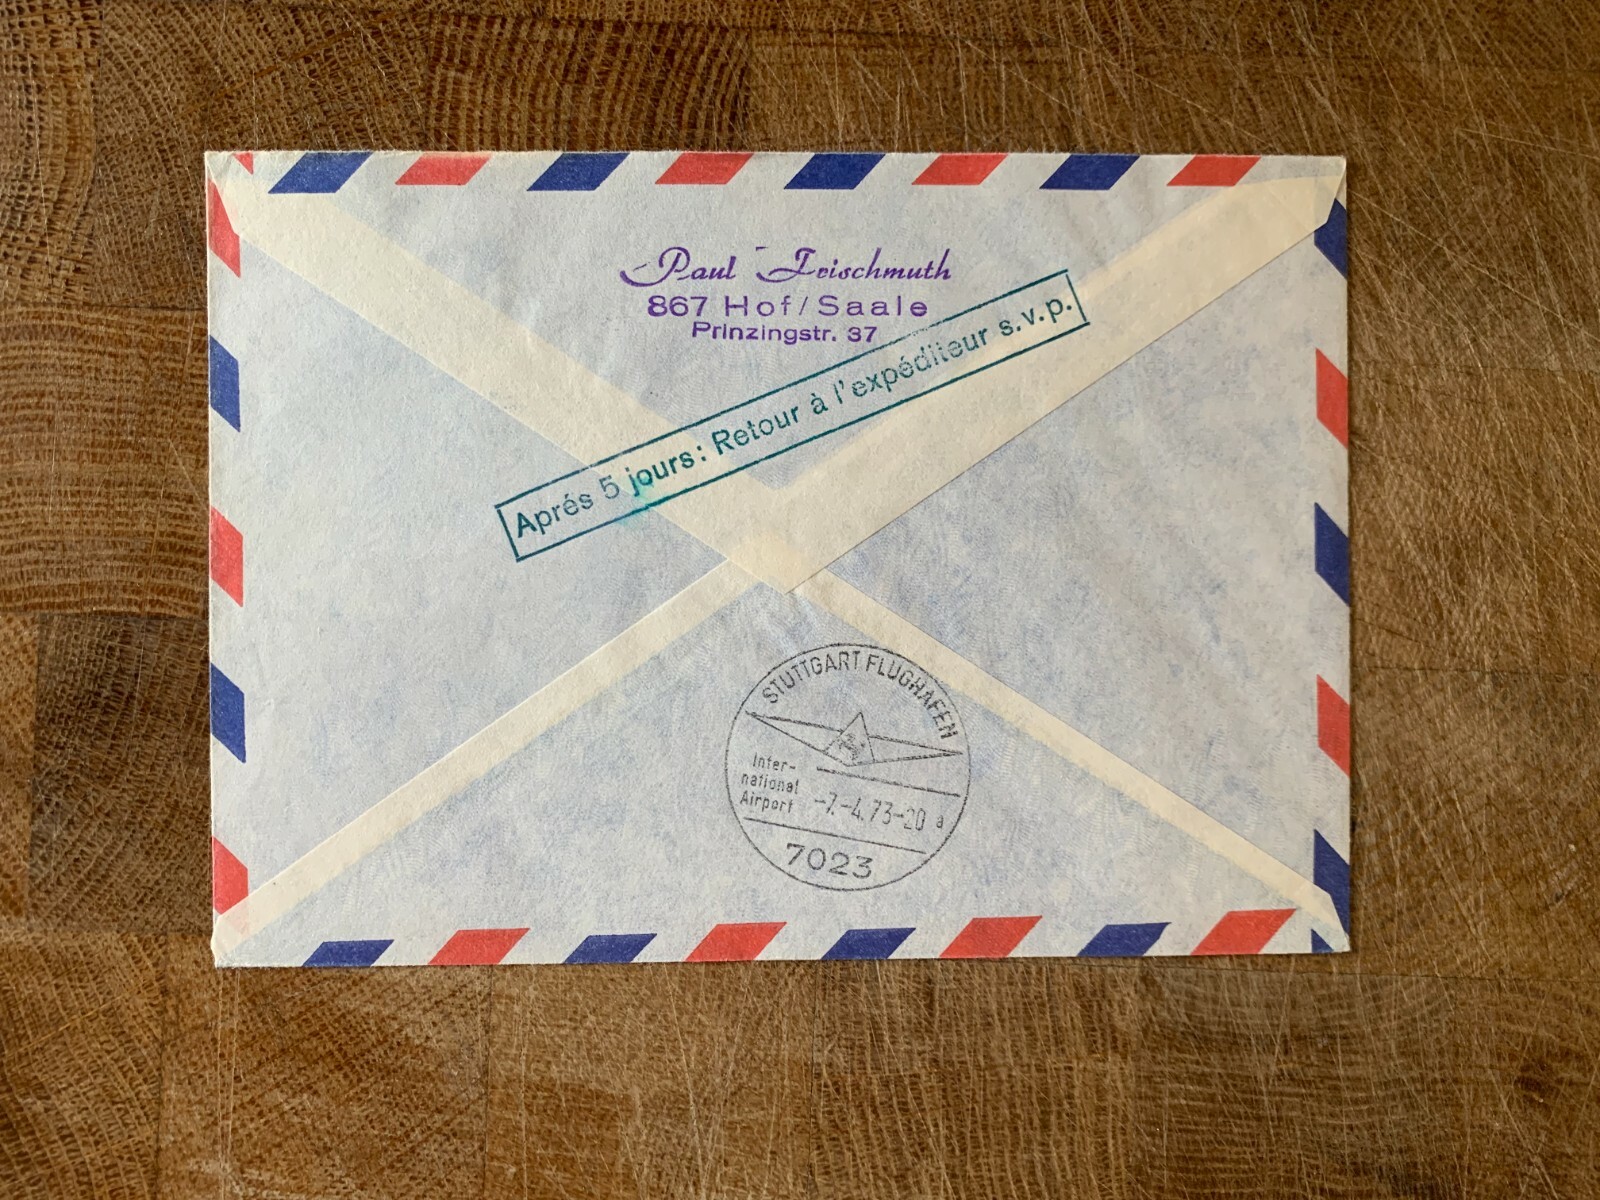 Paul Frischmuth
867 Hof/Saale
Prinzingstr. 37
Aprés 5 jours: Retour à l'expéditeur s.v.p.
STUTTGART FLUGHAFEN
Inter-
national
Airport
-7.-4.73-20 a
7023